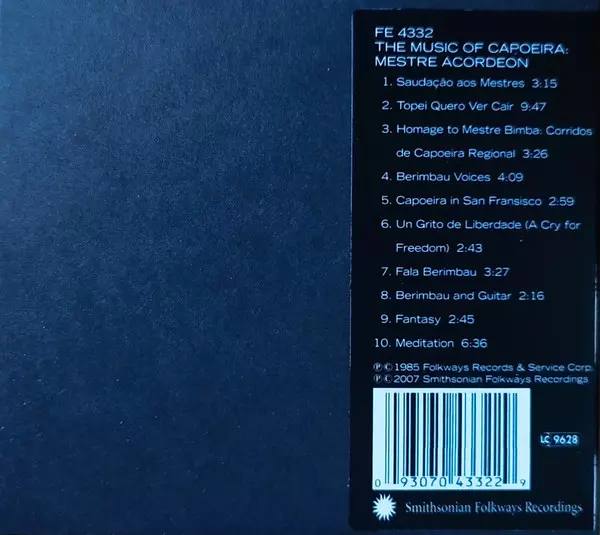 FE 4332
THE MUSIC OF CAPOEIRA:
MESTRE ACORDEON
1. Saudação aos Mestres 3:15
2. Topei Quero Ver Cair 9:47
3. Homage to Mestre Bimba: Corridos
de Capoeira Regional 3:26
4. Berimbau Voices 4:09
5. Capoeira in San Fransisco 2:59
6. Un Grito de Liberdade (A Cry for
Freedom) 2:43
7. Fala Berimbau 3:27
8. Berimbau and Guitar 2:16
9. Fantasy 2:45
10. Meditation 6:36
℗ © 1985 Folkways Records & Service Corp.
℗ © 2007 Smithsonian Folkways Recordings
LC 9628
0 93070 43322 9
Smithsonian Folkways Recordings